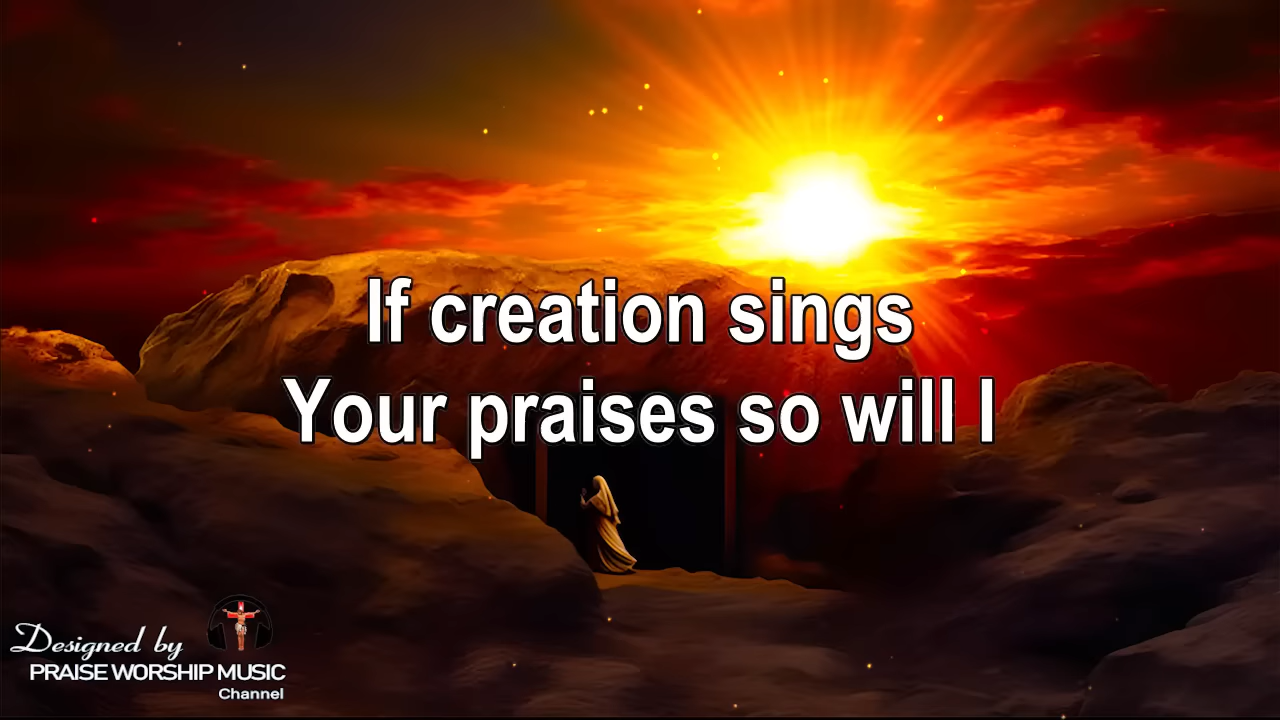 If creation sings
Your praises so will I
Designed by
PRAISE WORSHIP MUSIC
Channel